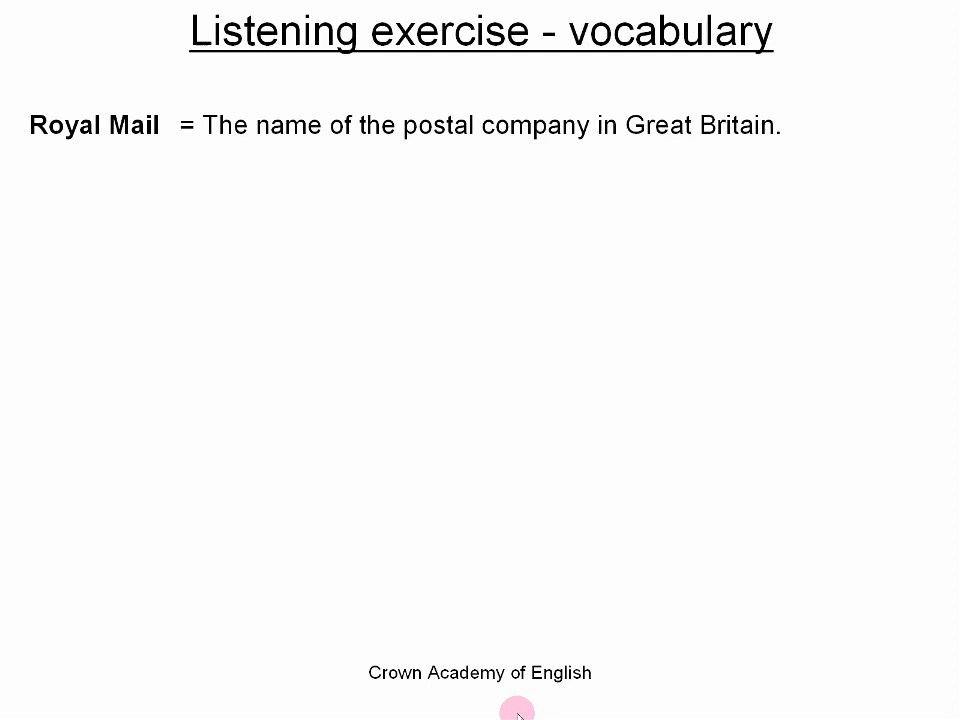 Listening exercise - vocabulary
Royal Mail = The name of the postal company in Great Britain.
Crown Academy of English